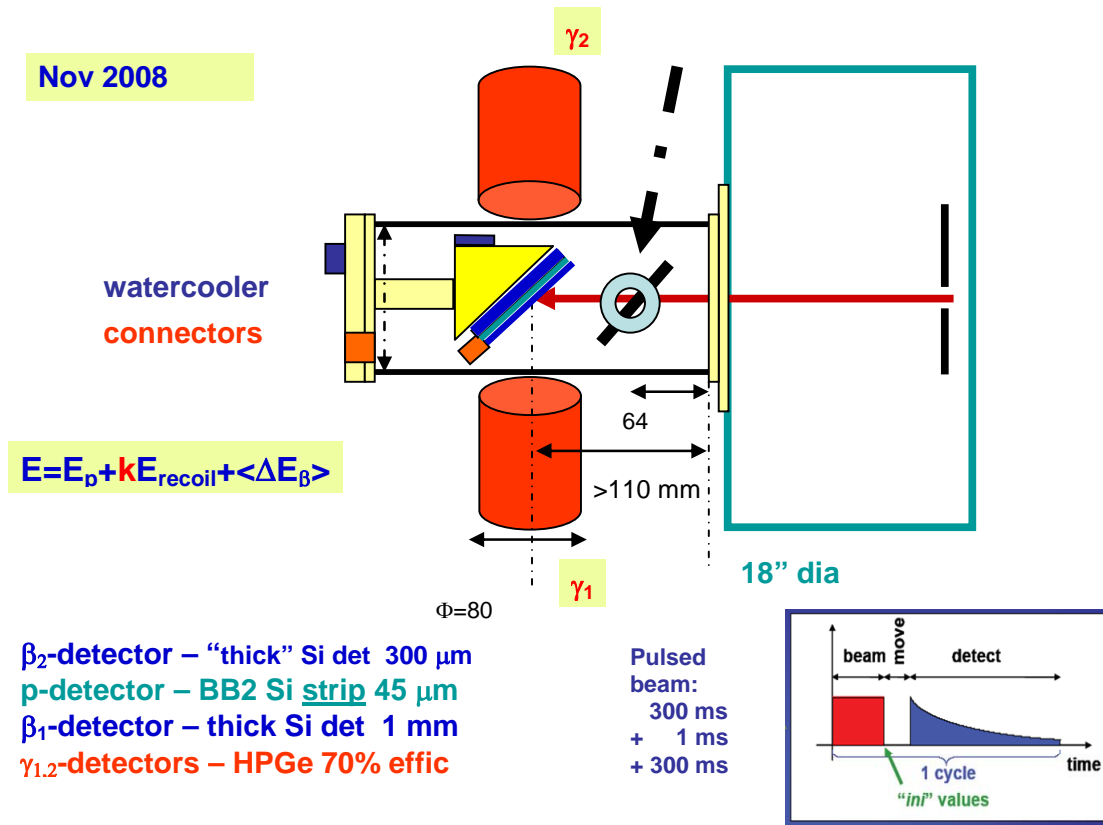 γ2
Nov 2008
watercooler
connectors
64
E=Ep+kErecoil+<ΔEβ>
>110 mm
18” dia
γ1
Φ=80
β2-detector – “thick” Si det 300 μm
p-detector – BB2 Si strip 45 μm
β1-detector – thick Si det 1 mm
γ1.2-detectors – HPGe 70% effic
Pulsed
beam:
300 ms
+ 1 ms
+ 300 ms
beam
move
detect
time
1 cycle
“ini” values